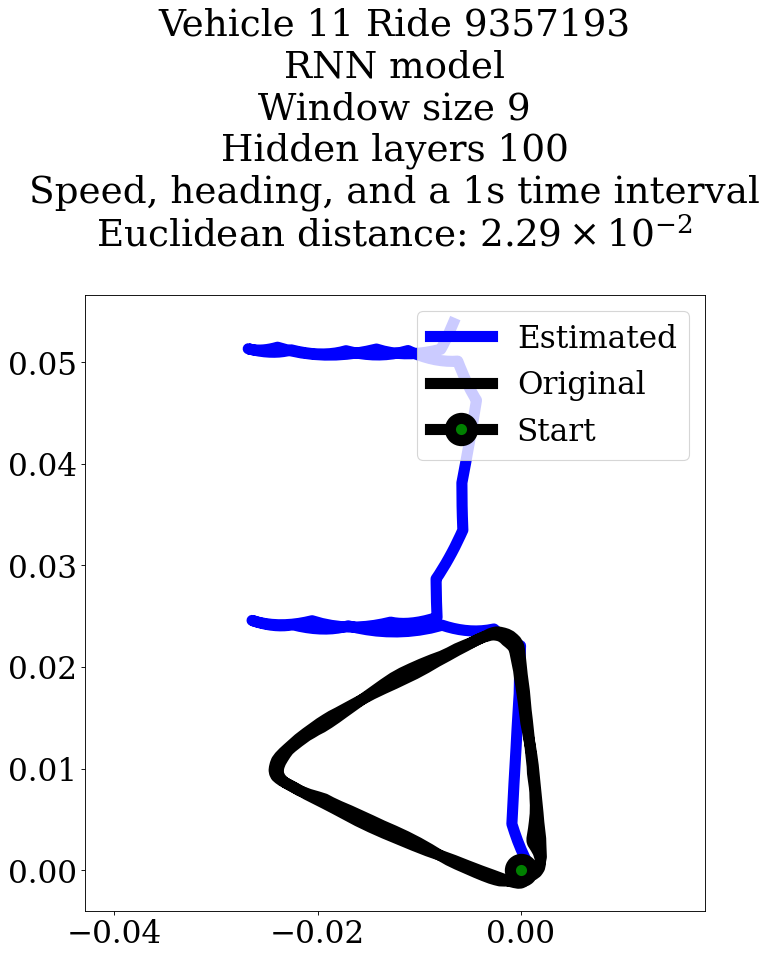 Vehicle 11 Ride 9357193
RNN model
Window size 9
Hidden layers 100
Speed, heading, and a 1s time interval
Euclidean distance: 2.29 × 10⁻²
Estimated
Original
Start
0.05
0.04
0.03
0.02
0.01
0.00
−0.04 −0.02 0.00